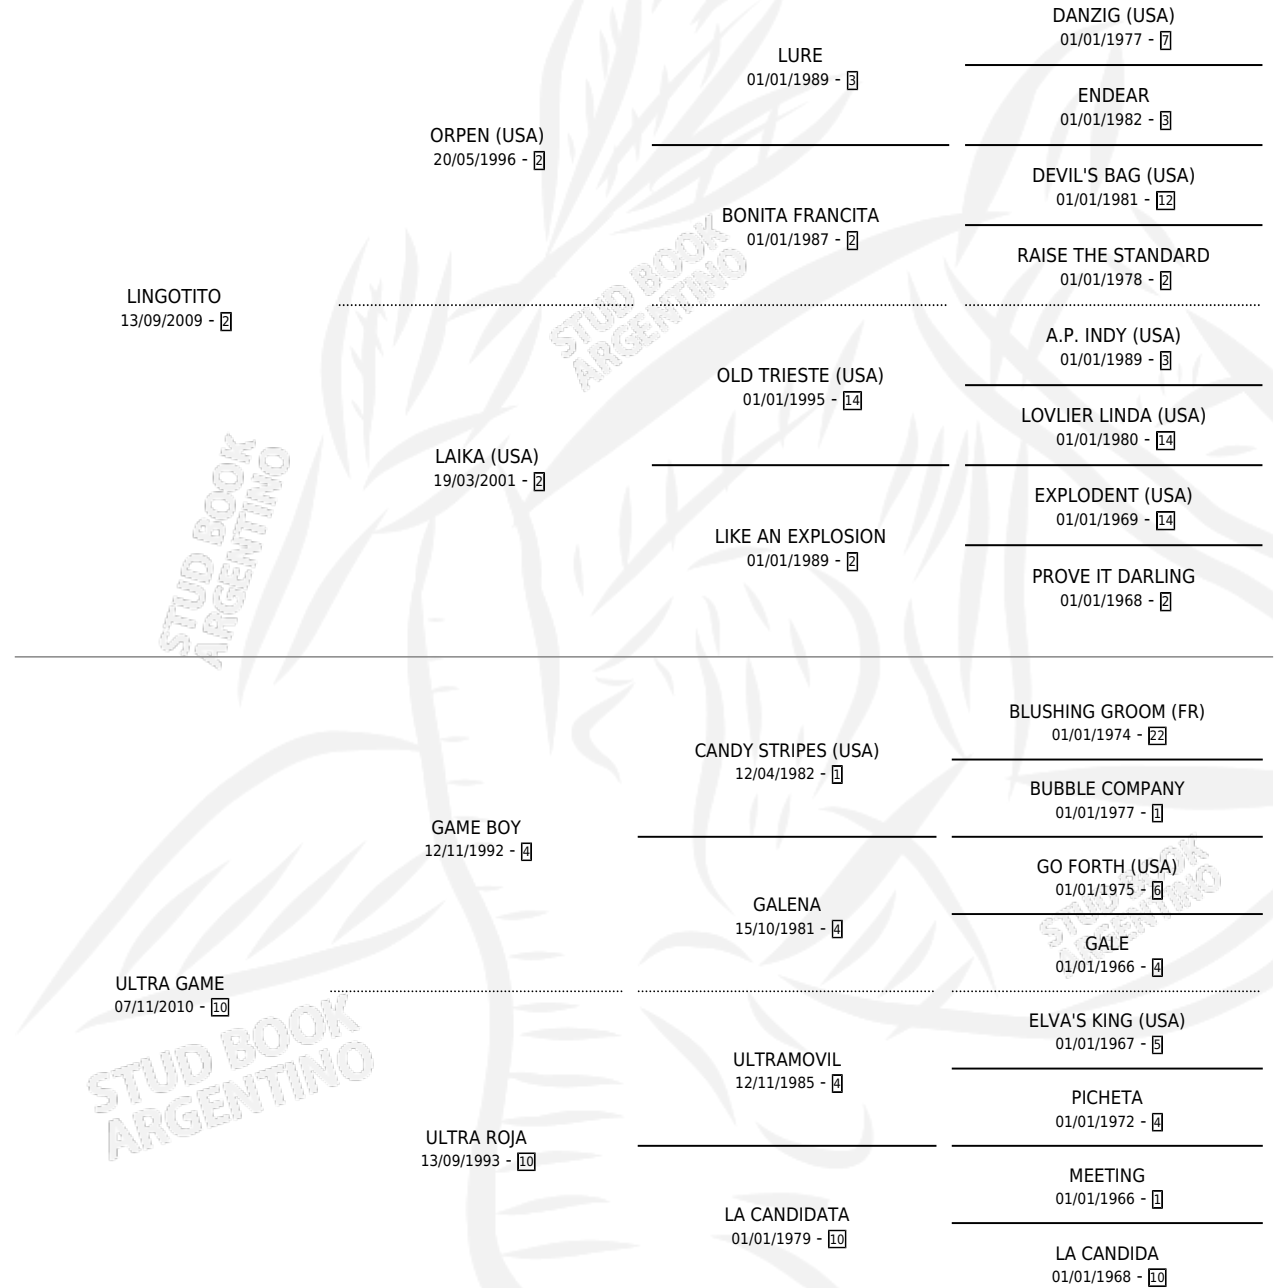 DANZIG (USA)
01/01/1977 - 7
LURE
01/01/1989 - 3
ENDEAR
01/01/1982 - 3
ORPEN (USA)
20/05/1996 - 2
DEVIL'S BAG (USA)
01/01/1981 - 12
BONITA FRANCITA
01/01/1987 - 2
RAISE THE STANDARD
01/01/1978 - 2
LINGOTITO
13/09/2009 - 2
STUD BOOK
ARGENTINO
A.P. INDY (USA)
01/01/1989 - 3
OLD TRIESTE (USA)
01/01/1995 - 14
LOVLIER LINDA (USA)
01/01/1980 - 14
LAIKA (USA)
19/03/2001 - 2
EXPLODENT (USA)
01/01/1969 - 14
LIKE AN EXPLOSION
01/01/1989 - 2
PROVE IT DARLING
01/01/1968 - 2
STUD BOOK
ARGENTINO
BLUSHING GROOM (FR)
01/01/1974 - 22
CANDY STRIPES (USA)
12/04/1982 - 1
BUBBLE COMPANY
01/01/1977 - 1
GAME BOY
12/11/1992 - 4
GO FORTH (USA)
01/01/1975 - 6
GALENA
15/10/1981 - 4
GALE
01/01/1966 - 4
STUD BOOK
ARGENTINO
ULTRA GAME
07/11/2010 - 10
ELVA'S KING (USA)
01/01/1967 - 5
ULTRAMOVIL
12/11/1985 - 4
PICHETA
01/01/1972 - 4
STUD BOOK
ARGENTINO
ULTRA ROJA
13/09/1993 - 10
MEETING
01/01/1966 - 1
LA CANDIDATA
01/01/1979 - 10
LA CANDIDA
01/01/1968 - 10